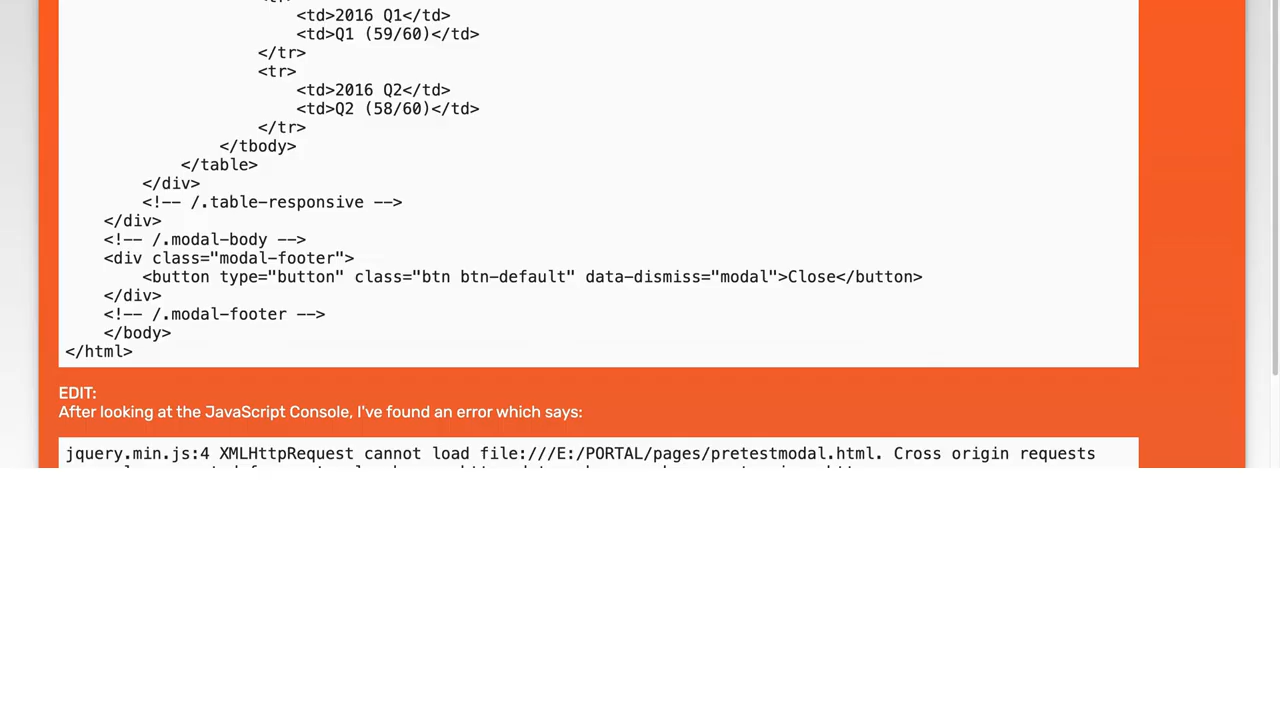 <td>2016 Q1</td>
<td>Q1 (59/60)</td>
</tr>
<tr>
<td>2016 Q2</td>
<td>Q2 (58/60)</td>
</tr>
</tbody>
</table>
</div>
<!-- /.table-responsive -->
</div>
<!-- /.modal-body -->
<div class="modal-footer">
<button type="button" class="btn btn-default" data-dismiss="modal">Close</button>
</div>
<!-- /.modal-footer -->
</body>
</html>
EDIT:
After looking at the JavaScript Console, I've found an error which says:
jquery.min.js:4 XMLHttpRequest cannot load file:///E:/PORTAL/pages/pretestmodal.html. Cross origin requests